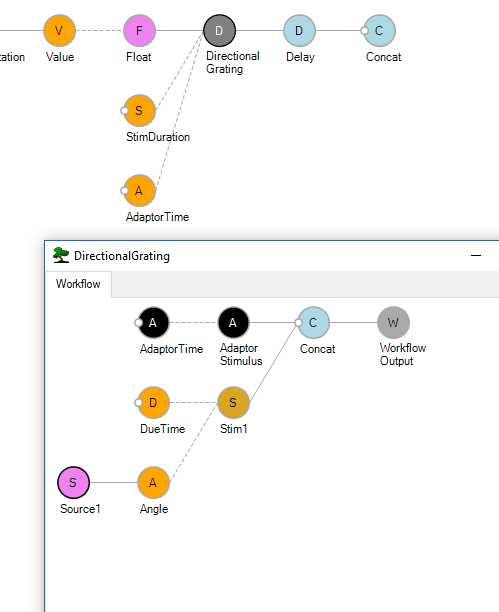 V
F
D
D
C
tation
Value
Float
Directional
Grating
Delay
Concat
S
StimDuration
A
AdaptorTime
DirectionalGrating
Workflow
A
A
C
W
AdaptorTime
Adaptor
Stimulus
Concat
Workflow
Output
D
S
DueTime
Stim1
S
A
Source1
Angle